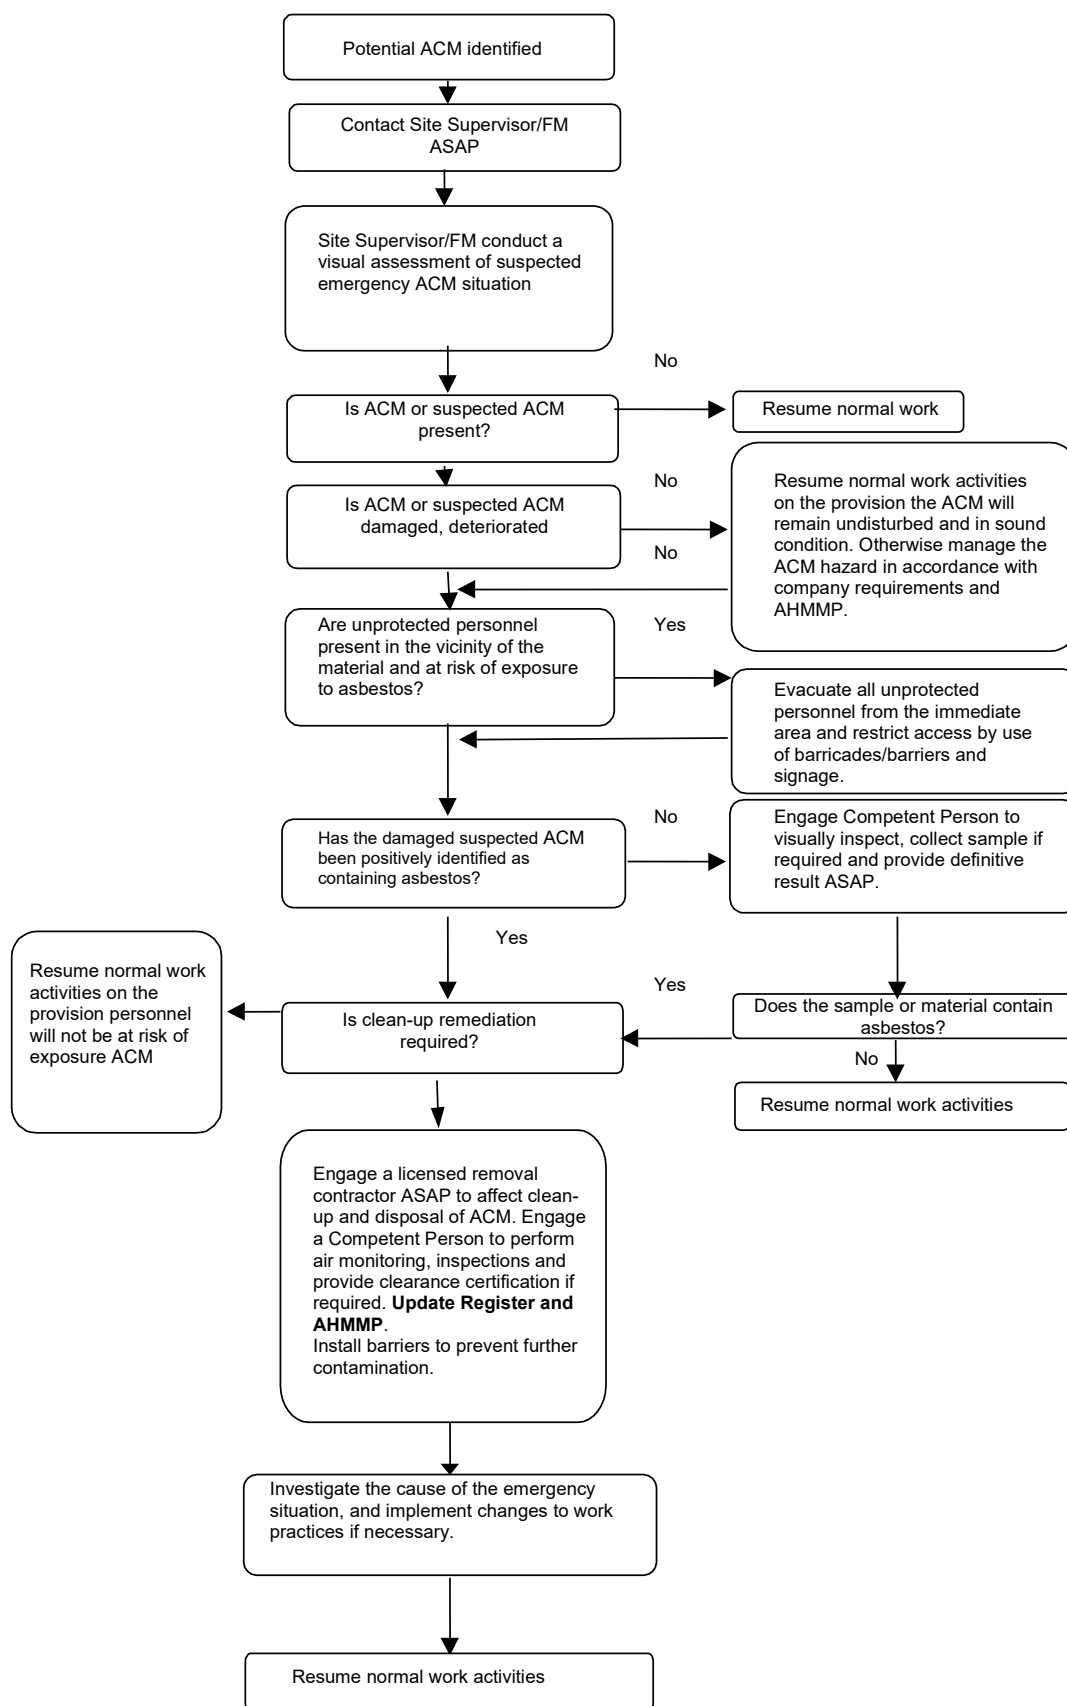 Potential ACM identified
Contact Site Supervisor/FM
ASAP
Site Supervisor/FM conduct a
visual assessment of suspected
emergency ACM situation
No
Is ACM or suspected ACM
present?
Resume normal work
No
Is ACM or suspected ACM
damaged, deteriorated
Resume normal work activities
on the provision the ACM will
remain undisturbed and in sound
condition. Otherwise manage the
ACM hazard in accordance with
company requirements and
AHMMP.
No
Are unprotected personnel
present in the vicinity of the
material and at risk of exposure
to asbestos?
Yes
Evacuate all unprotected
personnel from the immediate
area and restrict access by use
of barricades/barriers and
signage.
Has the damaged suspected ACM
been positively identified as
containing asbestos?
No
Engage Competent Person to
visually inspect, collect sample if
required and provide definitive
result ASAP.
Yes
Resume normal work
activities on the
provision personnel
will not be at risk of
exposure ACM
Is clean-up remediation
required?
Yes
Does the sample or material contain
asbestos?
No
Resume normal work activities
Engage a licensed removal
contractor ASAP to affect clean-
up and disposal of ACM. Engage
a Competent Person to perform
air monitoring, inspections and
provide clearance certification if
required. Update Register and
AHMMP.
Install barriers to prevent further
contamination.
Investigate the cause of the emergency
situation, and implement changes to work
practices if necessary.
Resume normal work activities